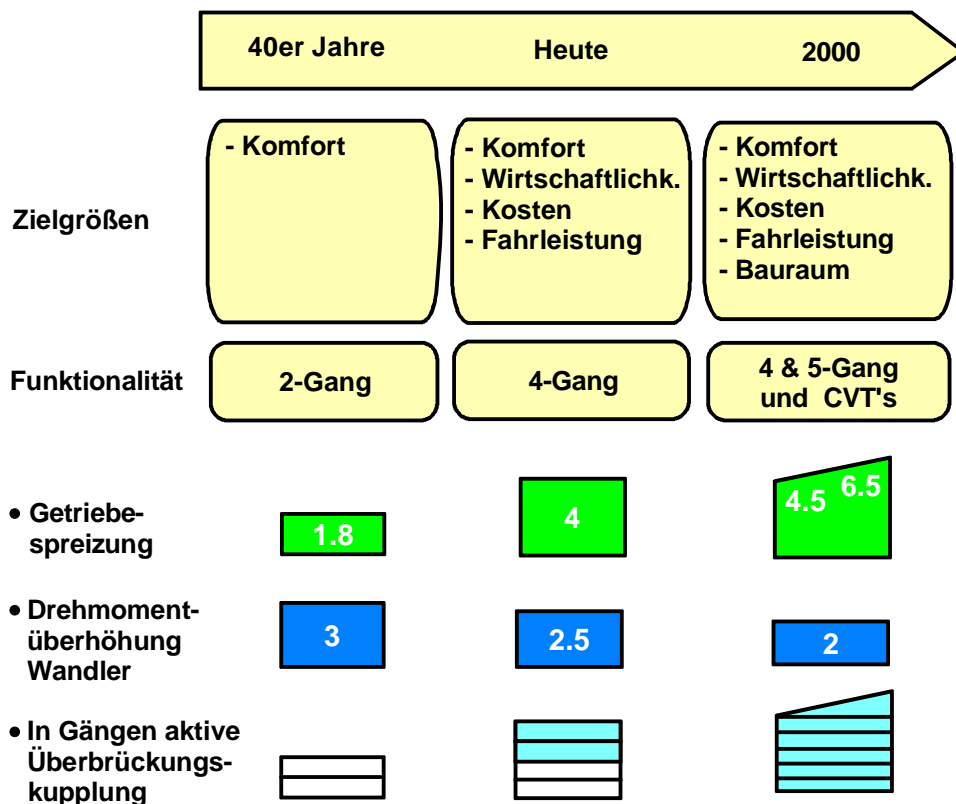 40er Jahre
Heute
2000
Zielgrößen
- Komfort
- Komfort
- Wirtschaftlichk.
- Kosten
- Fahrleistung
- Komfort
- Wirtschaftlichk.
- Kosten
- Fahrleistung
- Bauraum
Funktionalität
2-Gang
4-Gang
4 & 5-Gang
und CVT's
• Getriebe-
spreizung
1.8
4
4.5 6.5
• Drehmoment-
überhöhung
Wandler
3
2.5
2
• In Gängen aktive
Überbrückungs-
kupplung